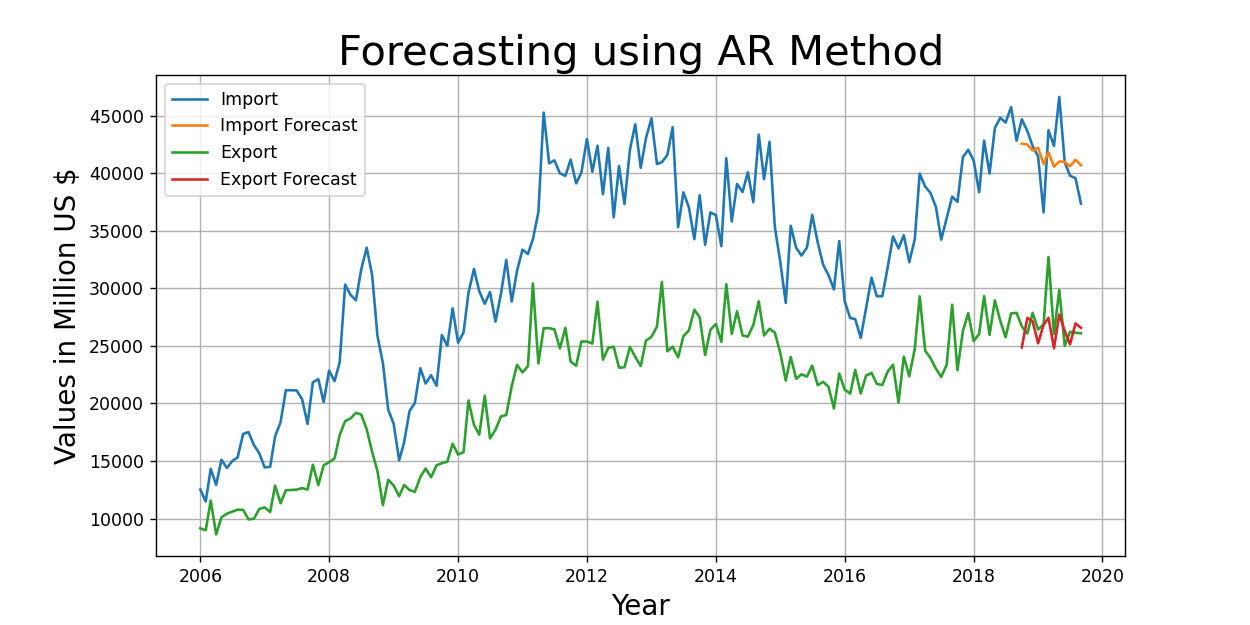 Forecasting using AR Method
Import
Import Forecast
Export
Export Forecast
Values in Million US $
45000
40000
35000
30000
25000
20000
15000
10000
2006 2008 2010 2012 2014 2016 2018 2020
Year